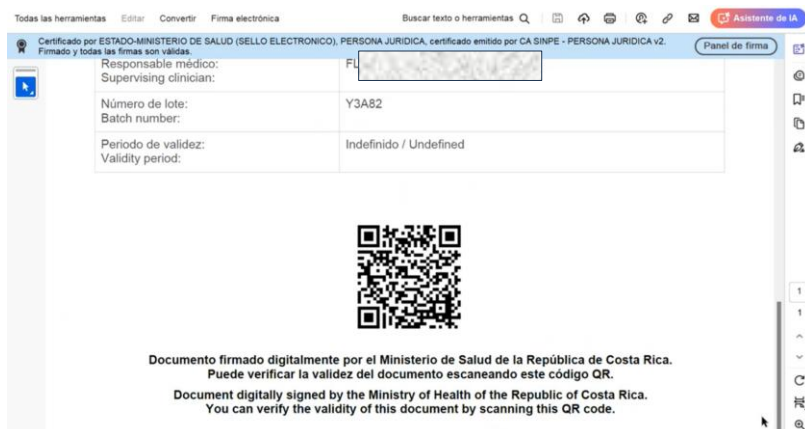 Todas las herramientas Editar Convertir Firma electrónica Buscar texto o herramientas Asistente de IA
Certificado por ESTADO-MINISTERIO DE SALUD (SELLO ELECTRONICO), PERSONA JURIDICA, certificado emitido por CA SINPE - PERSONA JURIDICA v2.
Firmado y todas las firmas son válidas.
Panel de firma
Responsable médico: FL
Supervising clinician:
Número de lote: Y3A82
Batch number:
Periodo de validez: Indefinido / Undefined
Validity period:
Documento firmado digitalmente por el Ministerio de Salud de la República de Costa Rica.
Puede verificar la validez del documento escaneando este código QR.
Document digitally signed by the Ministry of Health of the Republic of Costa Rica.
You can verify the validity of this document by scanning this QR code.
1
1